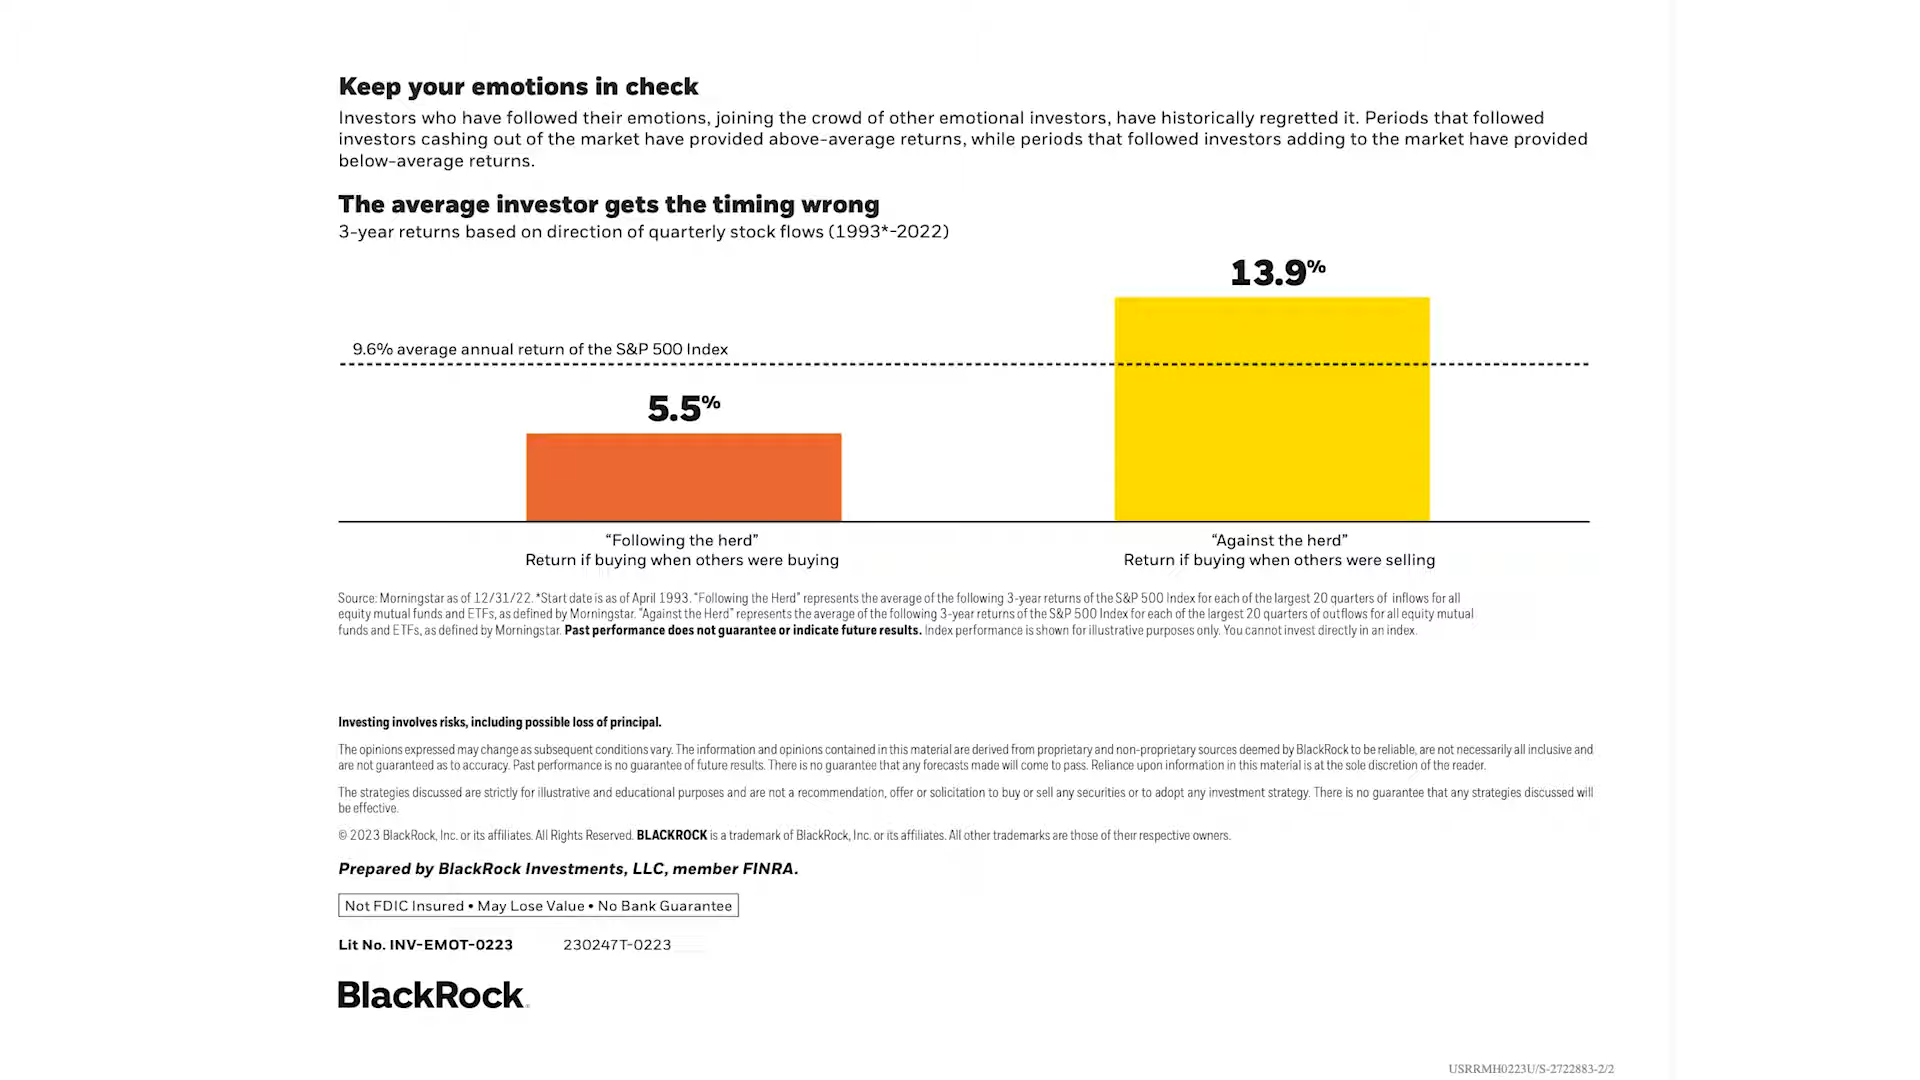 Keep your emotions in check
Investors who have followed their emotions, joining the crowd of other emotional investors, have historically regretted it. Periods that followed
investors cashing out of the market have provided above-average returns, while periods that followed investors adding to the market have provided
below-average returns.
The average investor gets the timing wrong
3-year returns based on direction of quarterly stock flows (1993*-2022)
13.9%
9.6% average annual return of the S&P 500 Index
5.5%
“Following the herd”
Return if buying when others were buying
“Against the herd”
Return if buying when others were selling
Source: Morningstar as of 12/31/22. *Start date is as of April 1993. “Following the Herd” represents the average of the following 3-year returns of the S&P 500 Index for each of the largest 20 quarters of inflows for all
equity mutual funds and ETFs, as defined by Morningstar. “Against the Herd” represents the average of the following 3-year returns of the S&P 500 Index for each of the largest 20 quarters of outflows for all equity mutual
funds and ETFs, as defined by Morningstar. Past performance does not guarantee or indicate future results. Index performance is shown for illustrative purposes only. You cannot invest directly in an index.
Investing involves risks, including possible loss of principal.
The opinions expressed may change as subsequent conditions vary. The information and opinions contained in this material are derived from proprietary and non-proprietary sources deemed by BlackRock to be reliable, are not necessarily all inclusive and
are not guaranteed as to accuracy. Past performance is no guarantee of future results. There is no guarantee that any forecasts made will come to pass. Reliance upon information in this material is at the sole discretion of the reader.
The strategies discussed are strictly for illustrative and educational purposes and are not a recommendation, offer or solicitation to buy or sell any securities or to adopt any investment strategy. There is no guarantee that any strategies discussed will
be effective.
© 2023 BlackRock, Inc. or its affiliates. All Rights Reserved. BLACKROCK is a trademark of BlackRock, Inc. or its affiliates. All other trademarks are those of their respective owners.
Prepared by BlackRock Investments, LLC, member FINRA.
Not FDIC Insured • May Lose Value • No Bank Guarantee
Lit No. INV-EMOT-0223 230247T-0223
BlackRock
USRRMH0223U/S-2722883-2/2